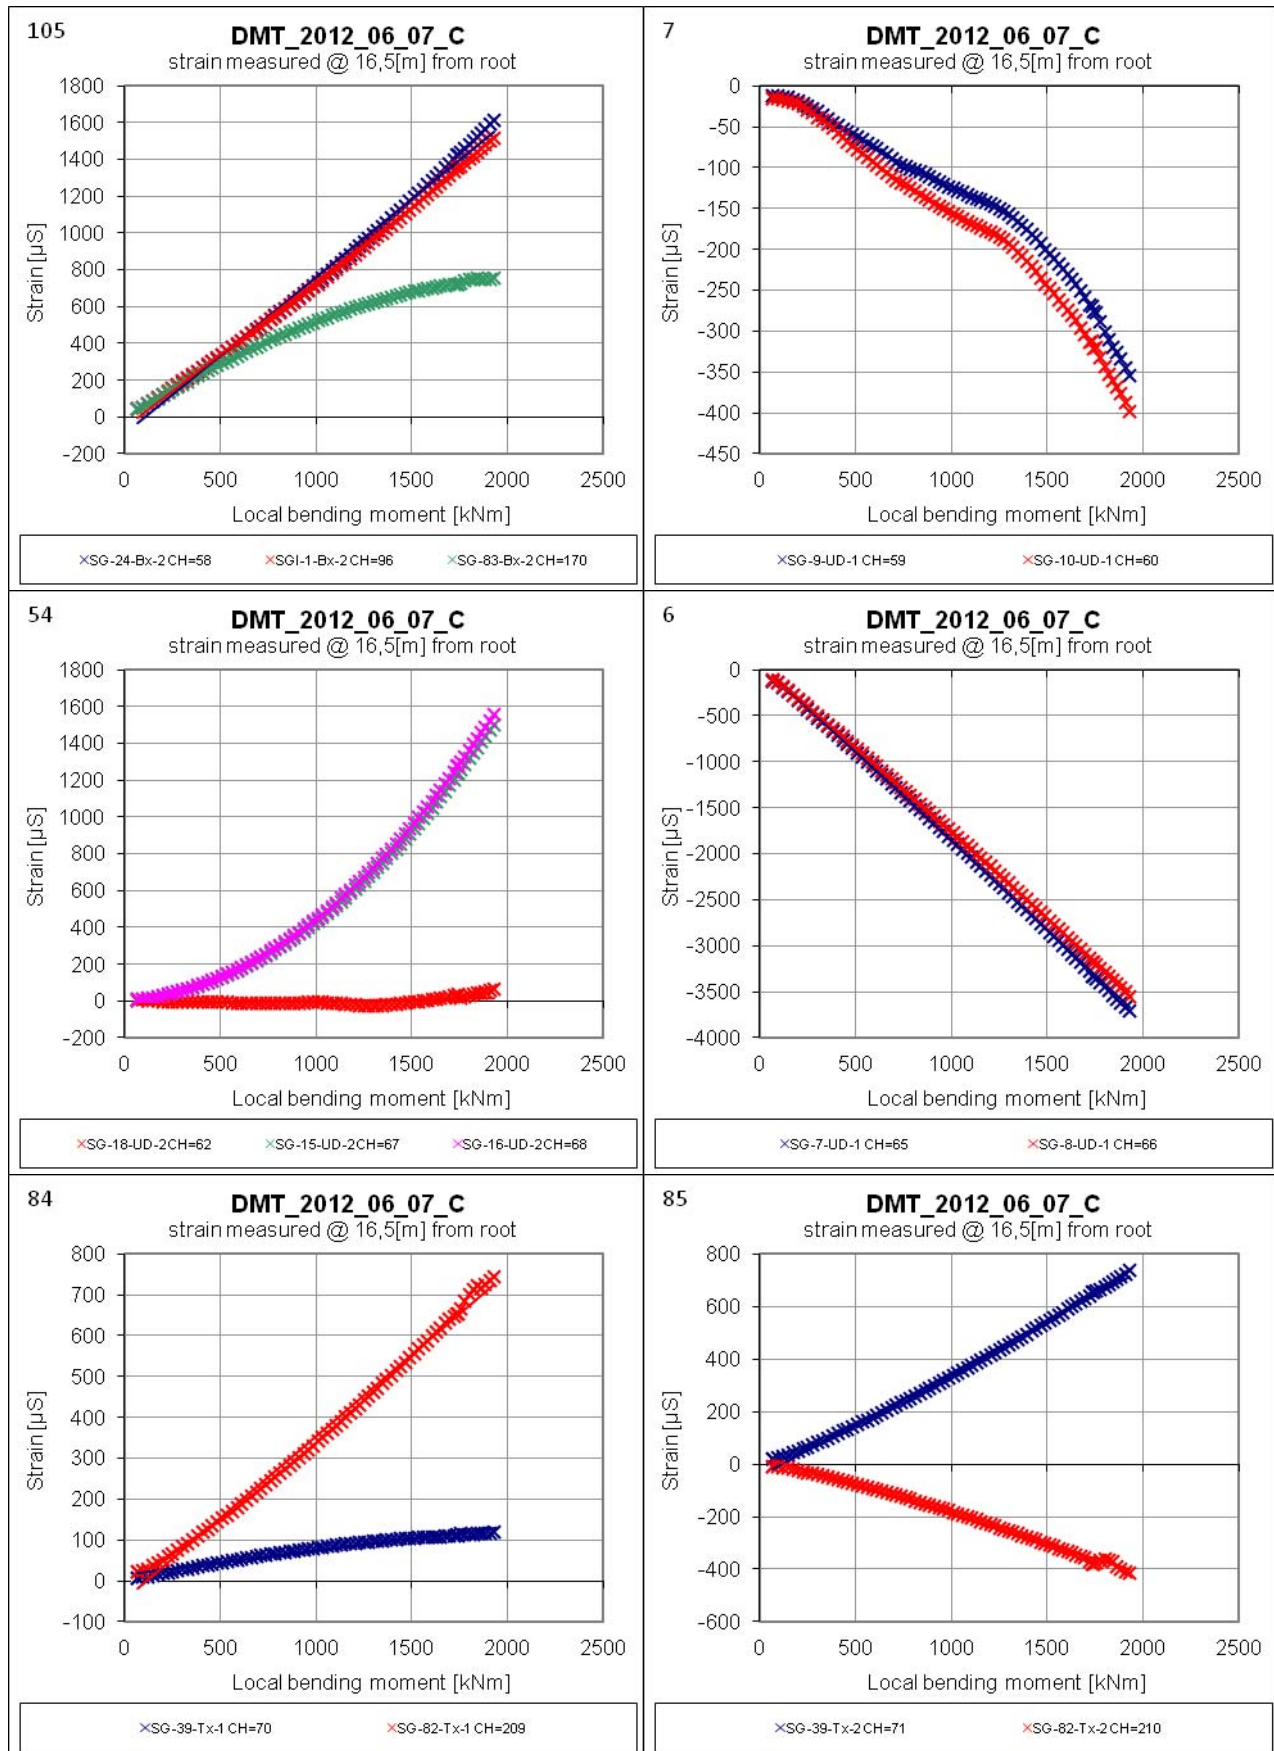 105
DMT_2012_06_07_C
strain measured @ 16,5[m] from root
Strain [µS]
1800
1600
1400
1200
1000
800
600
400
200
0
-200
0 500 1000 1500 2000 2500
Local bending moment [kNm]
SG-24-Bx-2 CH=58 SGI-1-Bx-2 CH=96 SG-83-Bx-2 CH=170
7
DMT_2012_06_07_C
strain measured @ 16,5[m] from root
Strain [µS]
0
-50
-100
-150
-200
-250
-300
-350
-400
-450
0 500 1000 1500 2000 2500
Local bending moment [kNm]
SG-9-UD-1 CH=59 SG-10-UD-1 CH=60
54
DMT_2012_06_07_C
strain measured @ 16,5[m] from root
Strain [µS]
1800
1600
1400
1200
1000
800
600
400
200
0
-200
0 500 1000 1500 2000 2500
Local bending moment [kNm]
SG-18-UD-2CH=62 SG-15-UD-2CH=67 SG-16-UD-2CH=68
6
DMT_2012_06_07_C
strain measured @ 16,5[m] from root
Strain [µS]
0
-500
-1000
-1500
-2000
-2500
-3000
-3500
-4000
0 500 1000 1500 2000 2500
Local bending moment [kNm]
SG-7-UD-1 CH=65 SG-8-UD-1 CH=66
84
DMT_2012_06_07_C
strain measured @ 16,5[m] from root
Strain [µS]
800
700
600
500
400
300
200
100
0
-100
0 500 1000 1500 2000 2500
Local bending moment [kNm]
SG-39-Tx-1 CH=70 SG-82-Tx-1 CH=209
85
DMT_2012_06_07_C
strain measured @ 16,5[m] from root
Strain [µS]
800
600
400
200
0
-200
-400
-600
0 500 1000 1500 2000 2500
Local bending moment [kNm]
SG-39-Tx-2 CH=71 SG-82-Tx-2 CH=210